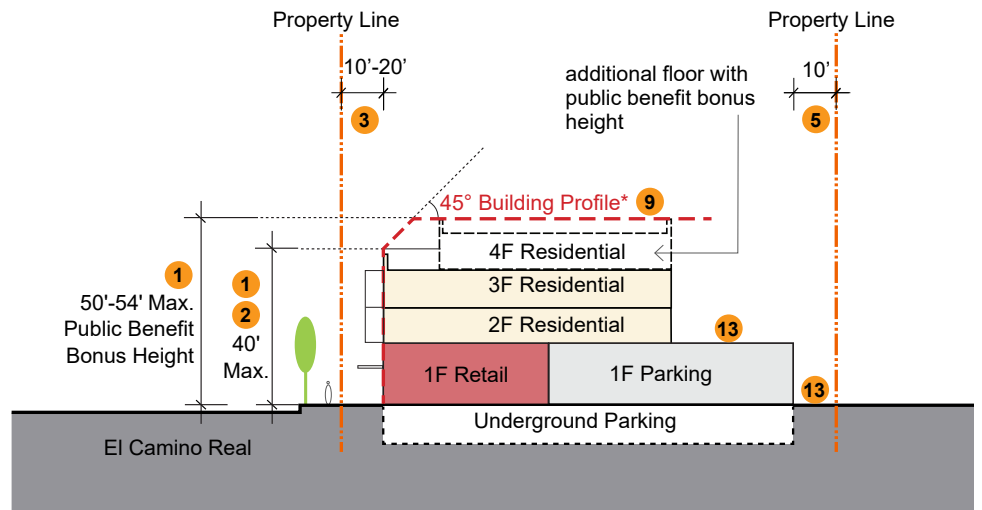 Property Line
Property Line
10’-20’
10’
3
5
additional floor with
public benefit bonus
height
45° Building Profile*
9
4F Residential
1
50'-54' Max.
Public Benefit
Bonus Height
1
2
40'
Max.
3F Residential
2F Residential
13
1F Retail
1F Parking
13
Underground Parking
El Camino Real